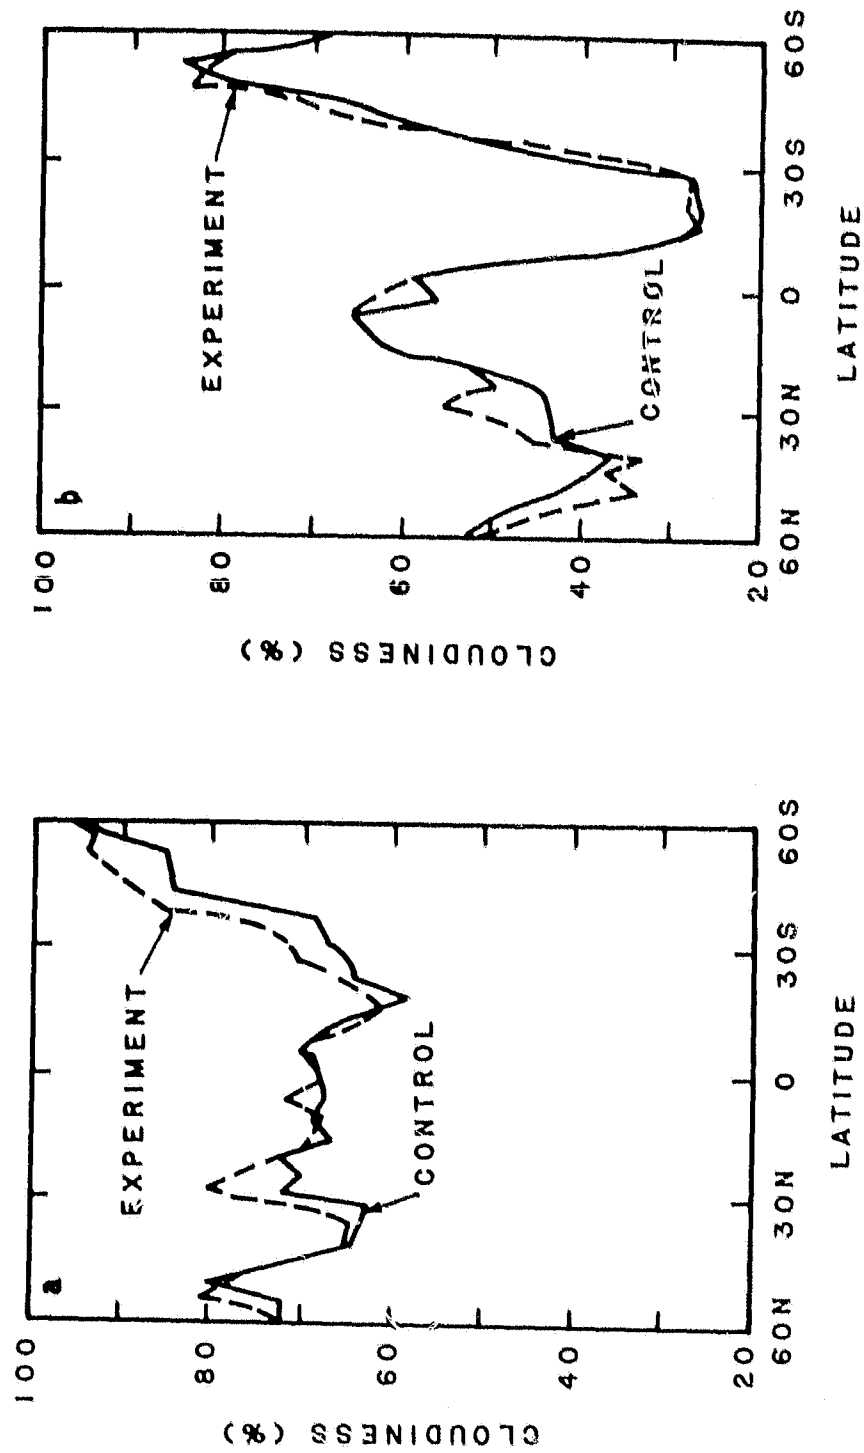 a
100
80
60
40
20
CLOUDINESS (%)
EXPERIMENT
CONTROL
60N
30N
0
30S
60S
LATITUDE
b
100
80
60
40
20
CLOUDINESS (%)
EXPERIMENT
CONTROL
60N
30N
0
30S
60S
LATITUDE